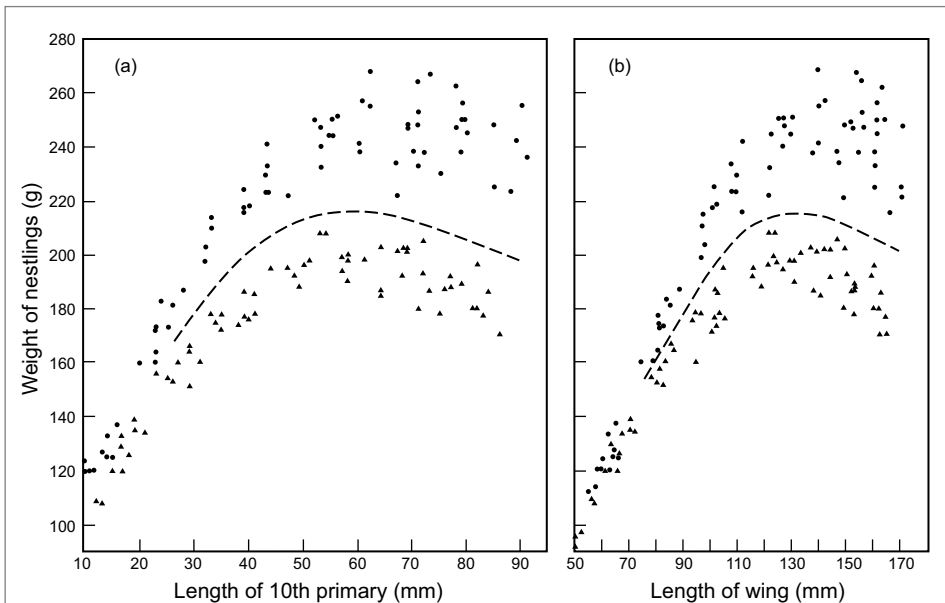 (a)
(b)
Weight of nestlings (g)
280
260
240
220
200
180
160
140
120
100
10 20 30 40 50 60 70 80 90
50 70 90 110 130 150 170
Length of 10th primary (mm)
Length of wing (mm)